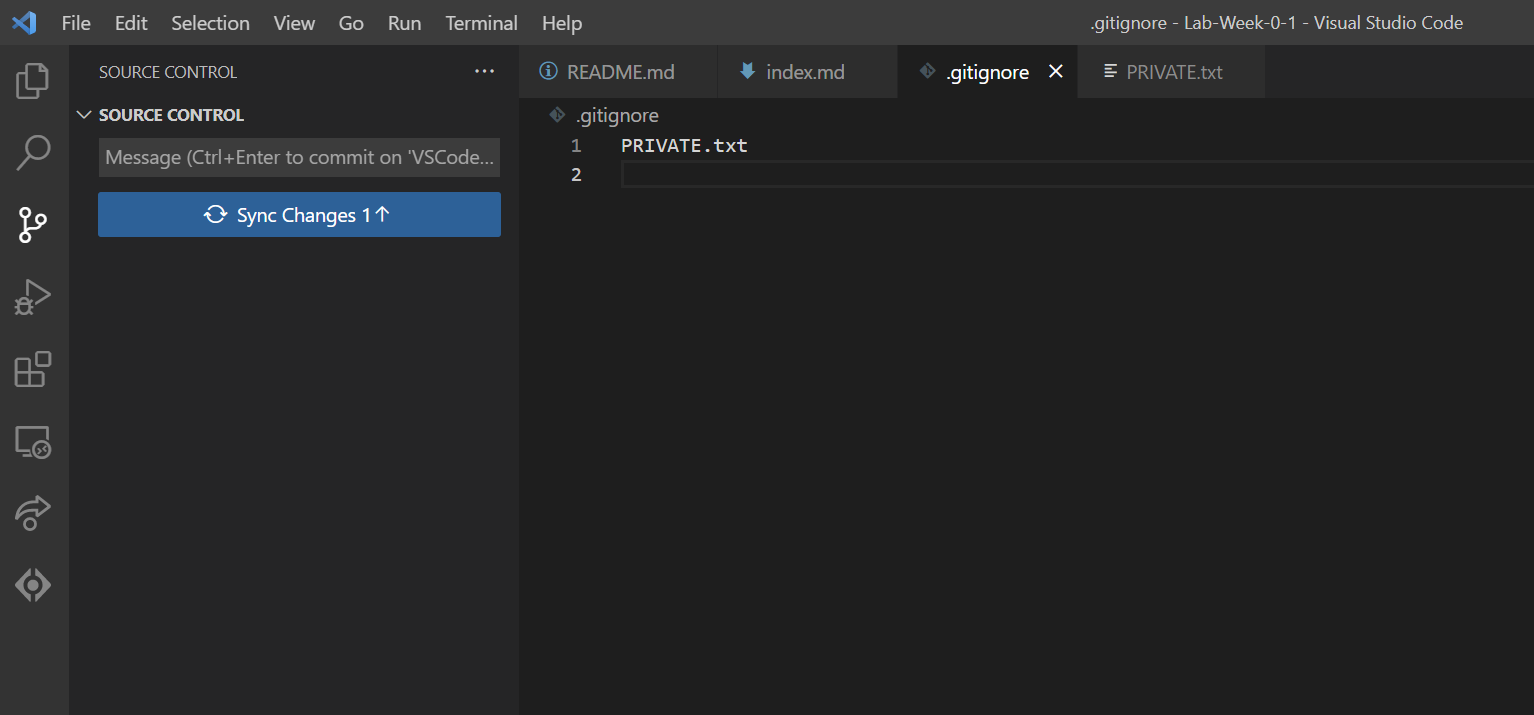 File Edit Selection View Go Run Terminal Help .gitignore - Lab-Week-0-1 - Visual Studio Code
SOURCE CONTROL
SOURCE CONTROL
Message (Ctrl+Enter to commit on 'VSCode...
Sync Changes 1↑
README.md index.md .gitignore PRIVATE.txt
.gitignore
1 PRIVATE.txt
2